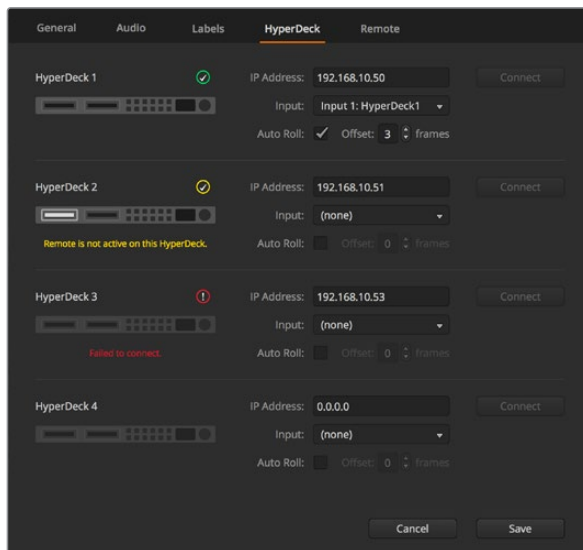 General Audio Labels HyperDeck Remote
HyperDeck 1 IP Address: 192.168.10.50 Connect
Input: Input 1: HyperDeck1
Auto Roll: Offset: 3 frames
HyperDeck 2 IP Address: 192.168.10.51 Connect
Input: (none)
Remote is not active on this HyperDeck.
Auto Roll: Offset: 0 frames
HyperDeck 3 IP Address: 192.168.10.53 Connect
Input: (none)
Failed to connect.
Auto Roll: Offset: 0 frames
HyperDeck 4 IP Address: 0.0.0.0 Connect
Input: (none)
Auto Roll: Offset: 0 frames
Cancel Save